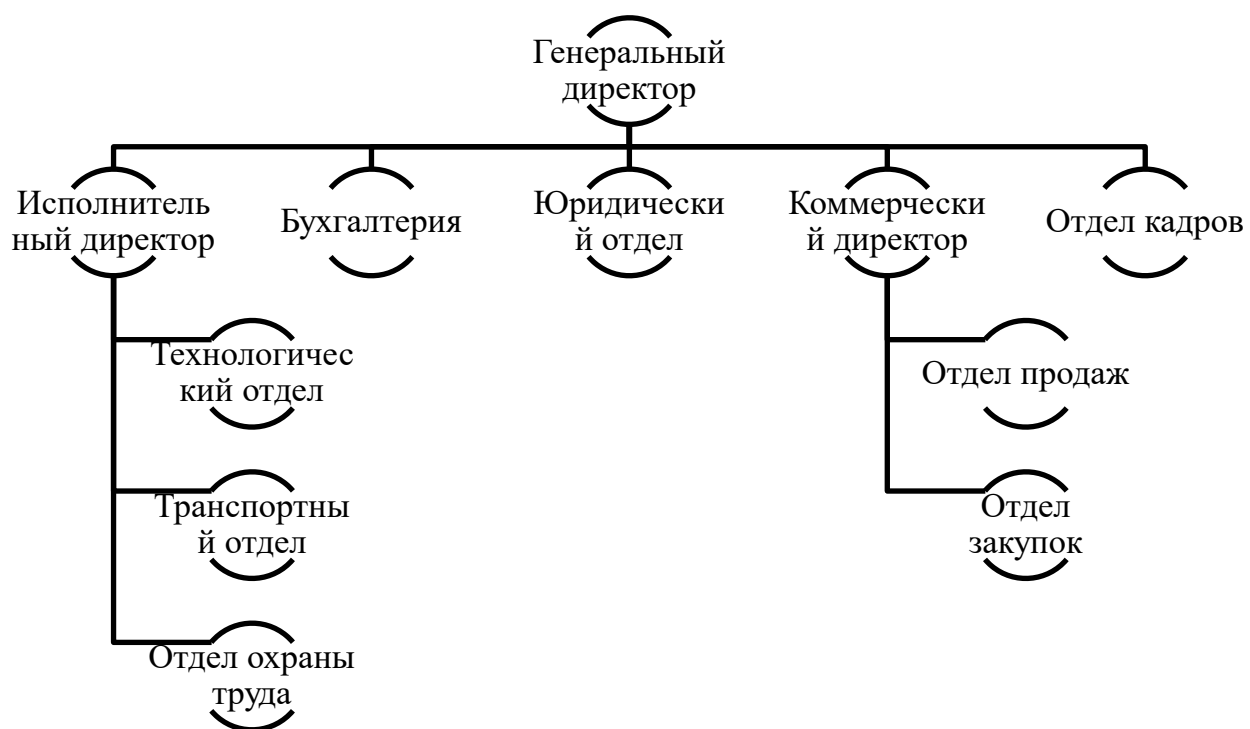 Генеральный
директор
Исполнитель
ный директор
Бухгалтерия
Юридически
й отдел
Коммерчески
й директор
Отдел кадров
Технологичес
кий отдел
Транспортны
й отдел
Отдел охраны
труда
Отдел продаж
Отдел
закупок